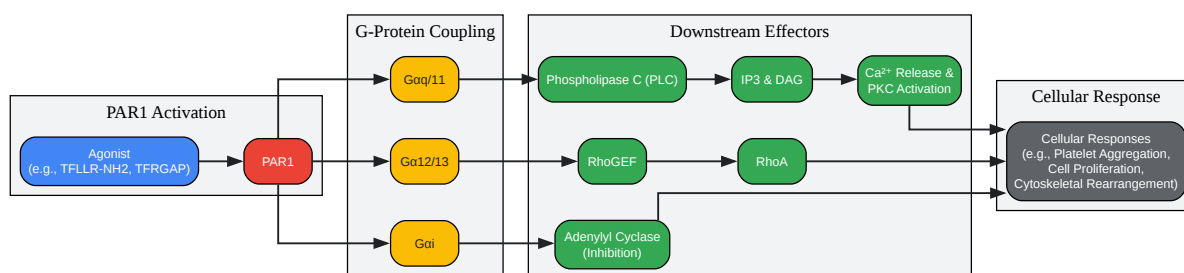 G-Protein Coupling
Downstream Effectors
Gαq/11
Phospholipase C (PLC)
IP3 & DAG
Ca²⁺ Release &
PKC Activation
PAR1 Activation
Cellular Response
Agonist
(e.g., TFLLR-NH2, TFRGAP)
PAR1
Gα12/13
RhoGEF
RhoA
Cellular Responses
(e.g., Platelet Aggregation,
Cell Proliferation,
Cytoskeletal Rearrangement)
Gαi
Adenylyl Cyclase
(Inhibition)